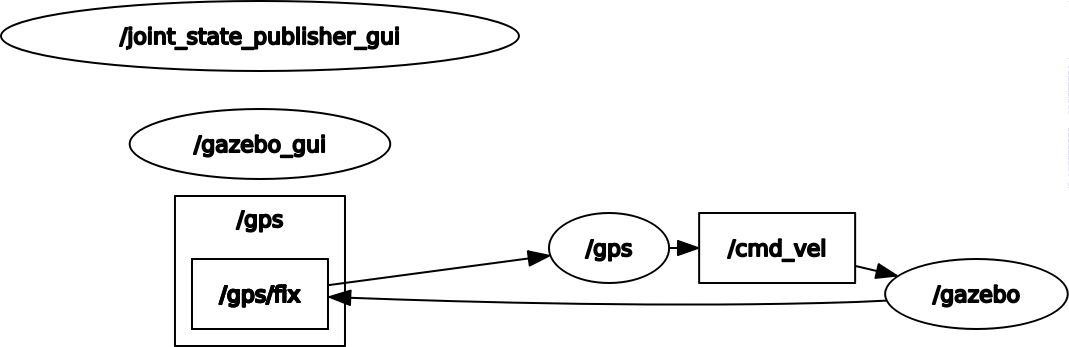 /joint_state_publisher_gui
/gazebo_gui
/gps
/gps/fix
/gps
/cmd_vel
/gazebo